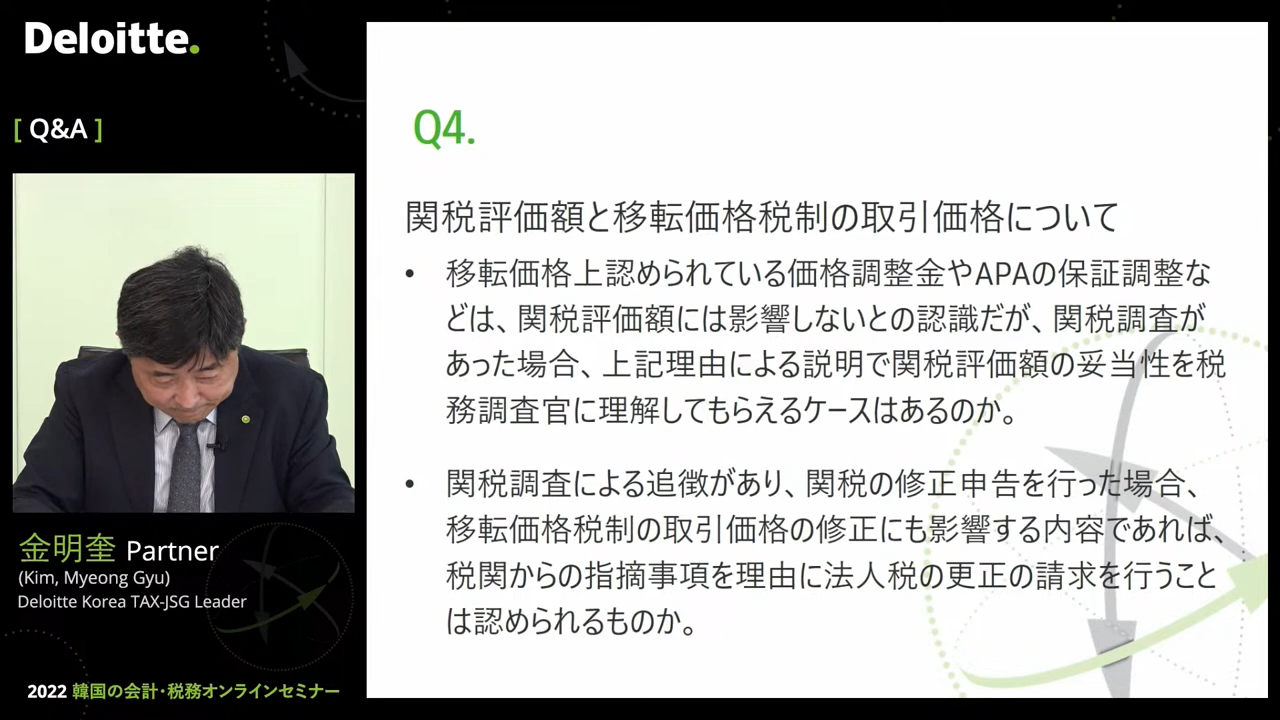 Deloitte.
[ Q&A ]
金明奎 Partner
(Kim, Myeong Gyu)
Deloitte Korea TAX-JSG Leader
2022 韓国の会計・税務オンラインセミナー
Q4.
関税評価額と移転価格税制の取引価格について
• 移転価格上認められている価格調整金やAPAの保証調整な
どは、関税評価額には影響しないとの認識だが、関税調査が
あった場合、上記理由による説明で関税評価額の妥当性を税
務調査官に理解してもらえるケースはあるのか。
• 関税調査による追徴があり、関税の修正申告を行った場合、
移転価格税制の取引価格の修正にも影響する内容であれば、
税関からの指摘事項を理由に法人税の更正の請求を行うこと
は認められるものか。